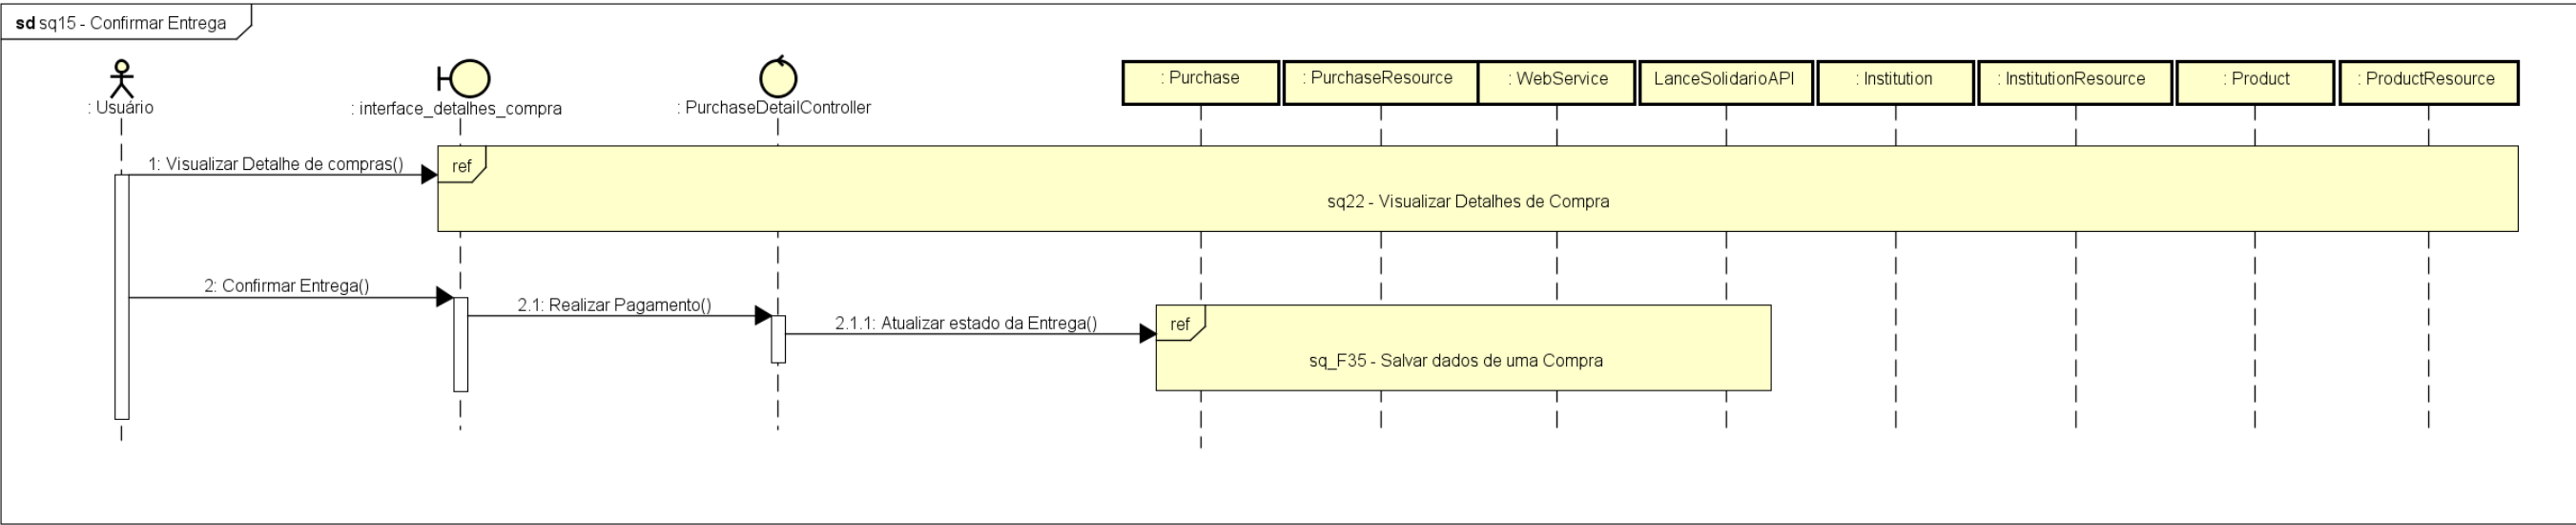 sd sq15 - Confirmar Entrega
: Usuário
: interface_detalhes_compra
: PurchaseDetailController
: Purchase
: PurchaseResource
: WebService
LanceSolidarioAPI
: Institution
: InstitutionResource
: Product
: ProductResource
1: Visualizar Detalhe de compras()
ref
sq22 - Visualizar Detalhes de Compra
2: Confirmar Entrega()
2.1: Realizar Pagamento()
2.1.1: Atualizar estado da Entrega()
ref
sq_F35 - Salvar dados de uma Compra